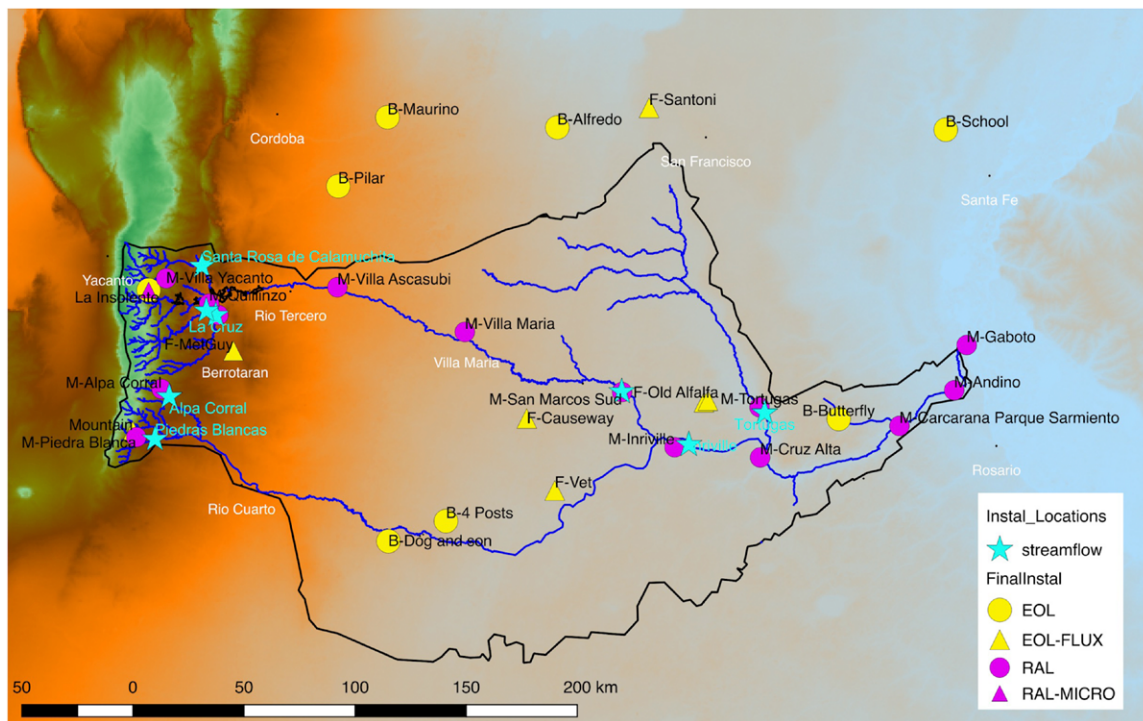 B-Maurino
B-Alfredo
F-Santoni
B-School
Cordoba
San Francisco
B-Pilar
Santa Fe
Santa Rosa de Calamuchita
Yacanto
M-Villa Yacanto
M-Villa Ascasubi
La Insolente
M-Quillinzo
La Cruz
Rio Tercero
M-Villa Maria
F-MetGuy
Berrotaran
Villa Maria
M-Gaboto
M-Alpa Corral
M-Andino
Alpa Corral
M-San Marcos Sud
F-Old Alfalfa
M-Tortugas
F-Causeway
Tortugos
B-Butterfly
M-Carcarana Parque Sarmiento
Mountain
Piedras Blancas
M-Piedra Blanca
M-Inriville
M-Cruz Alta
Rosario
F-Vet
Rio Cuarto
B-4 Posts
B-Dog and son
Instal_Locations
streamflow
FinalInstal
EOL
EOL-FLUX
RAL
RAL-MICRO
50 0 50 100 150 200 km